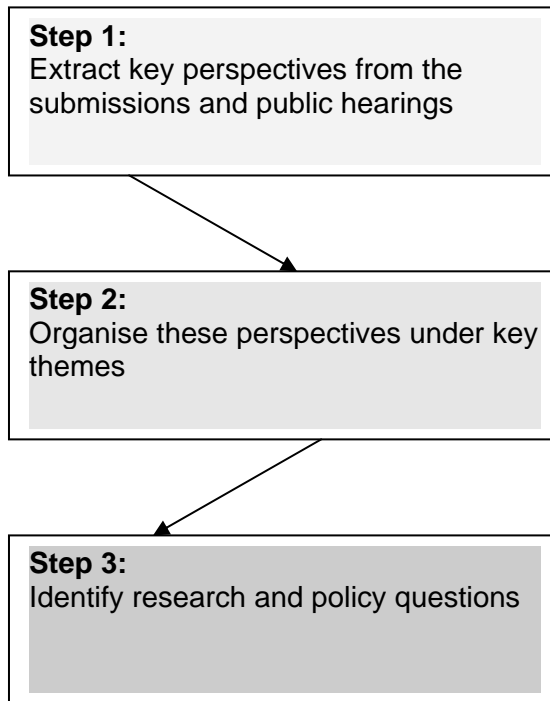 Step 1:
Extract key perspectives from the
submissions and public hearings
Step 2:
Organise these perspectives under key
themes
Step 3:
Identify research and policy questions